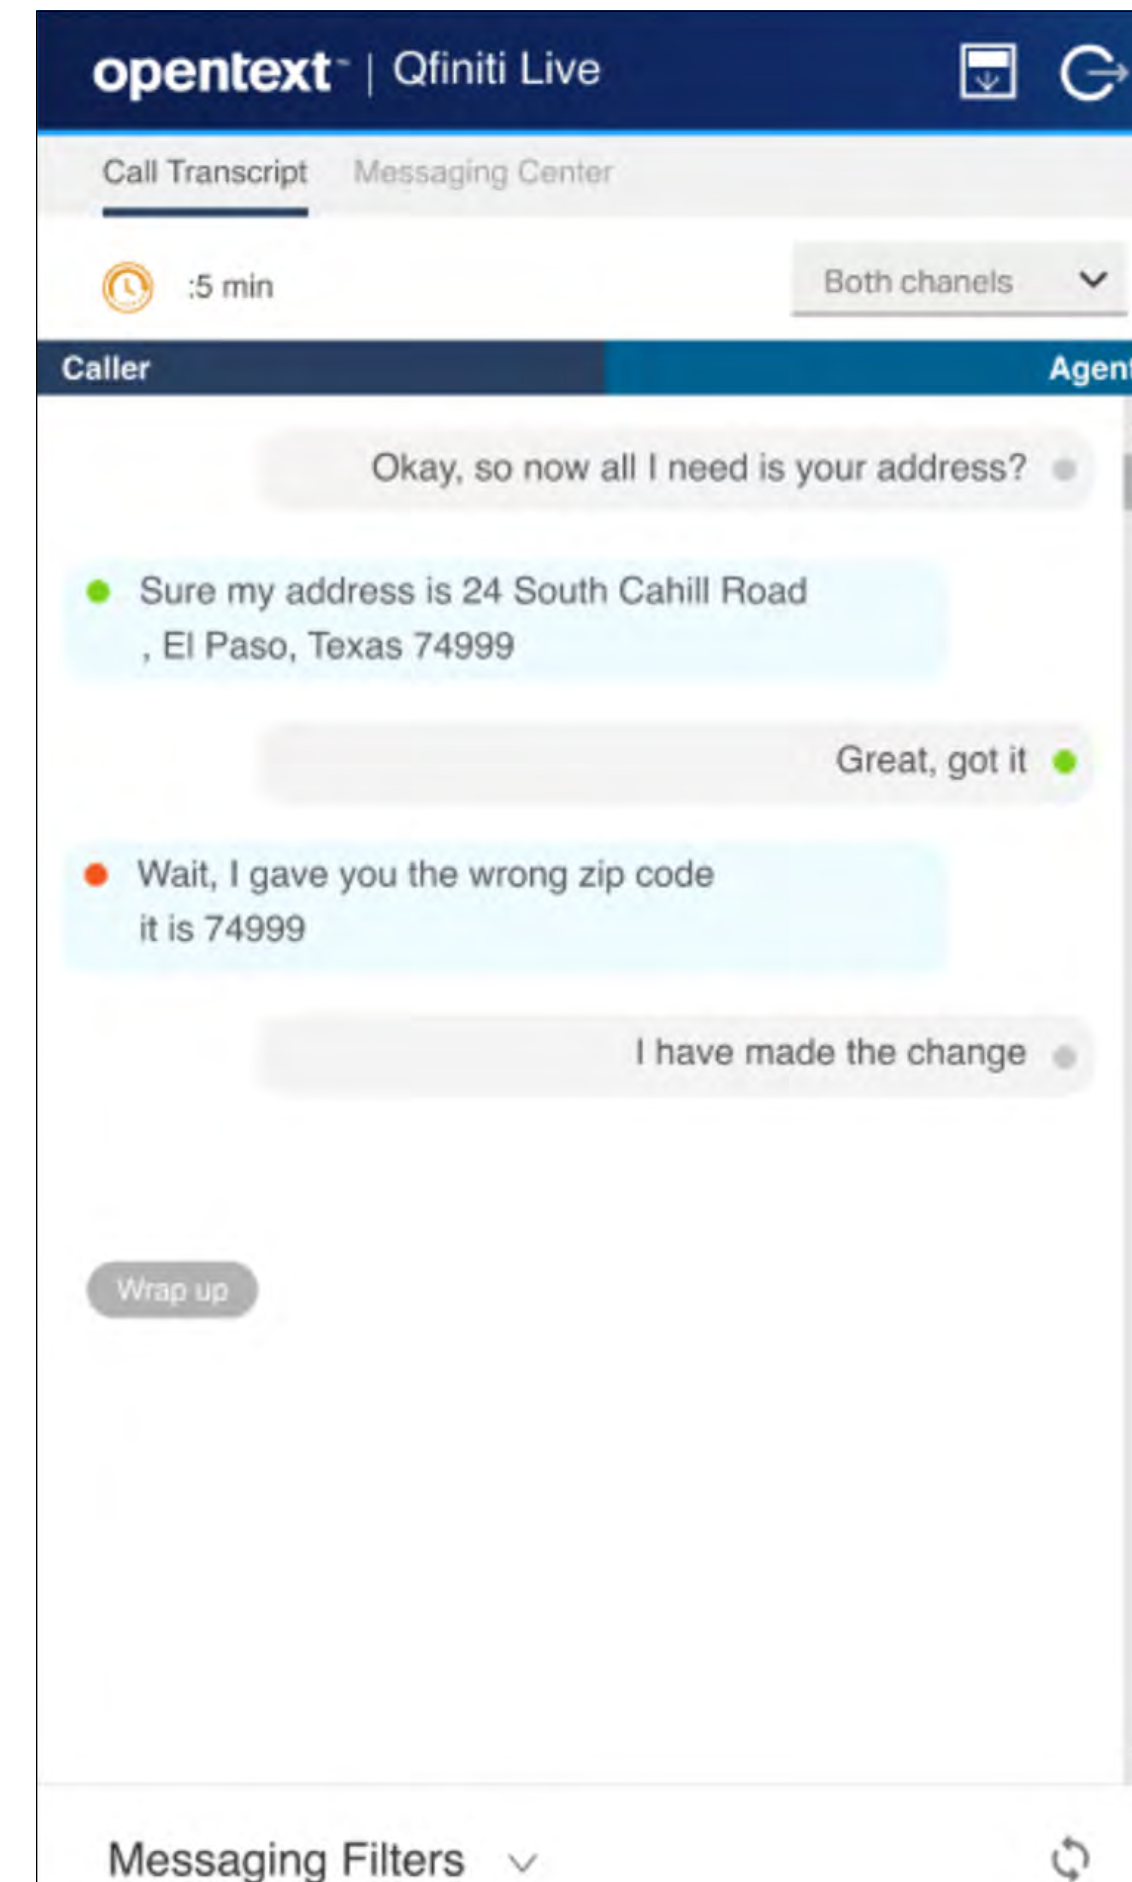 opentext™ | Qfiniti Live
Call Transcript Messaging Center
:5 min Both chanels
Caller Agent
Okay, so now all I need is your address?
Sure my address is 24 South Cahill Road
, El Paso, Texas 74999
Great, got it
Wait, I gave you the wrong zip code
it is 74999
I have made the change
Wrap up
Messaging Filters